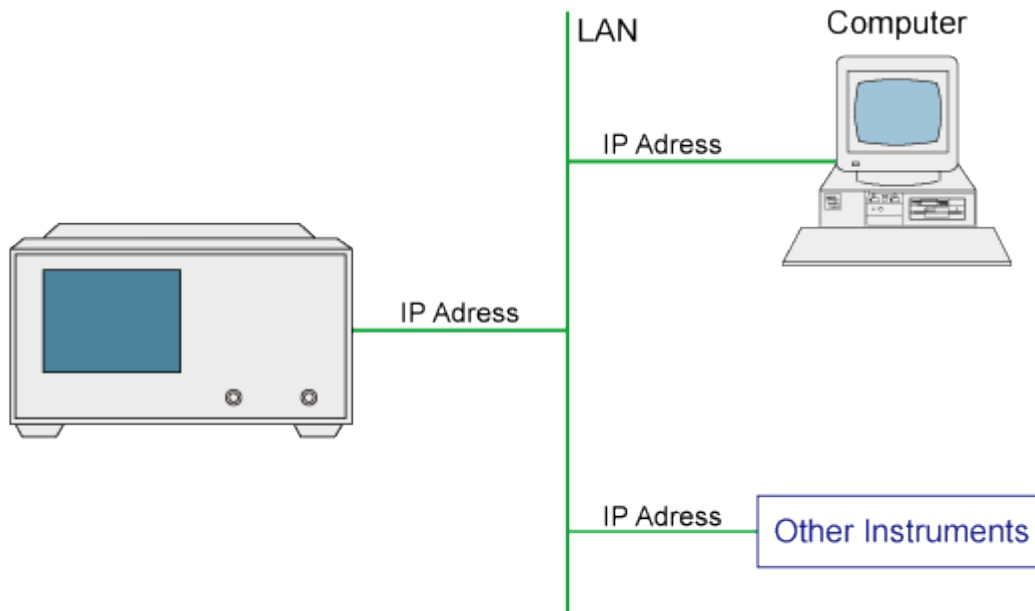 LAN
Computer
IP Adress
IP Adress
IP Adress
Other Instruments